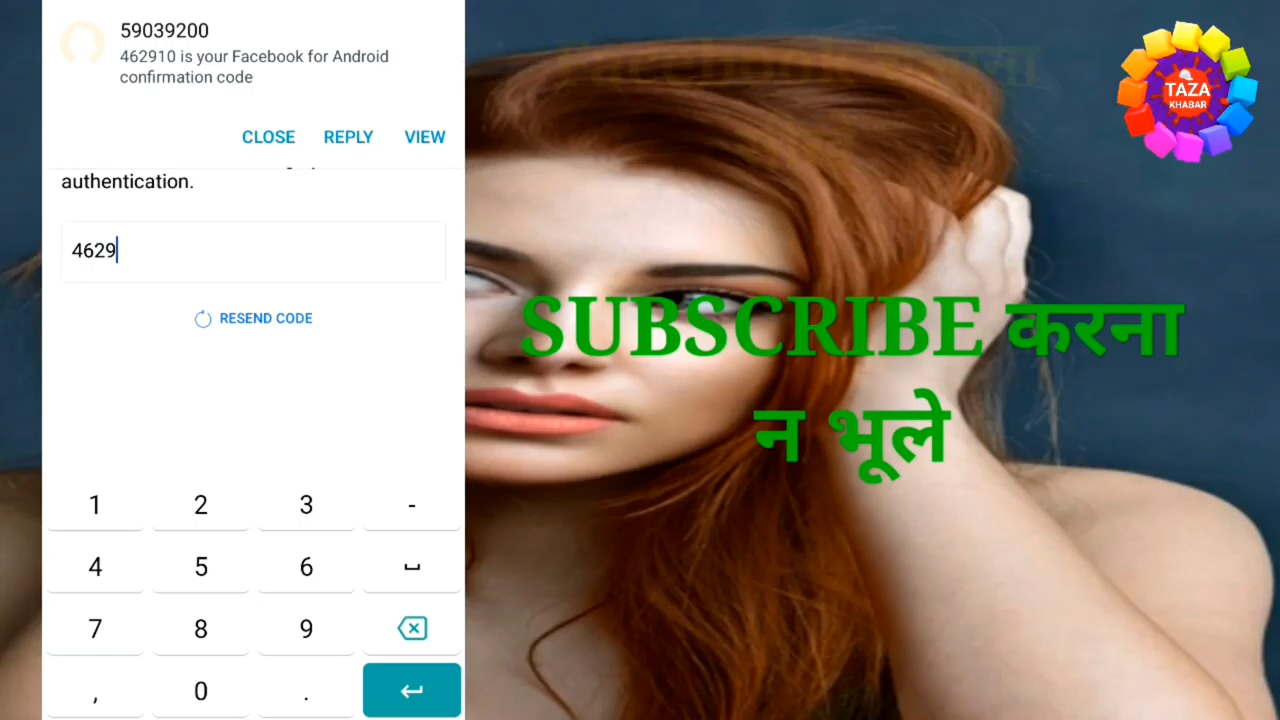 59039200
462910 is your Facebook for Android
confirmation code
CLOSE REPLY VIEW
authentication.
4629
RESEND CODE
1 2 3 -
4 5 6
7 8 9
, 0 .
TAZA
KHABAR
SUBSCRIBE करना
न भूले